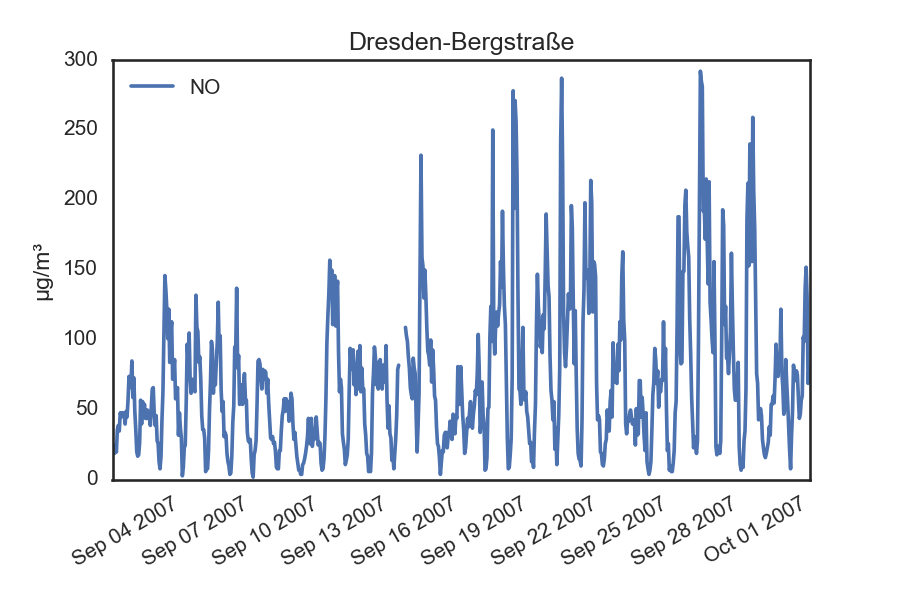 Dresden-Bergstraße
NO
µg/m³
300
250
200
150
100
50
0
Sep 04 2007
Sep 07 2007
Sep 10 2007
Sep 13 2007
Sep 16 2007
Sep 19 2007
Sep 22 2007
Sep 25 2007
Sep 28 2007
Oct 01 2007